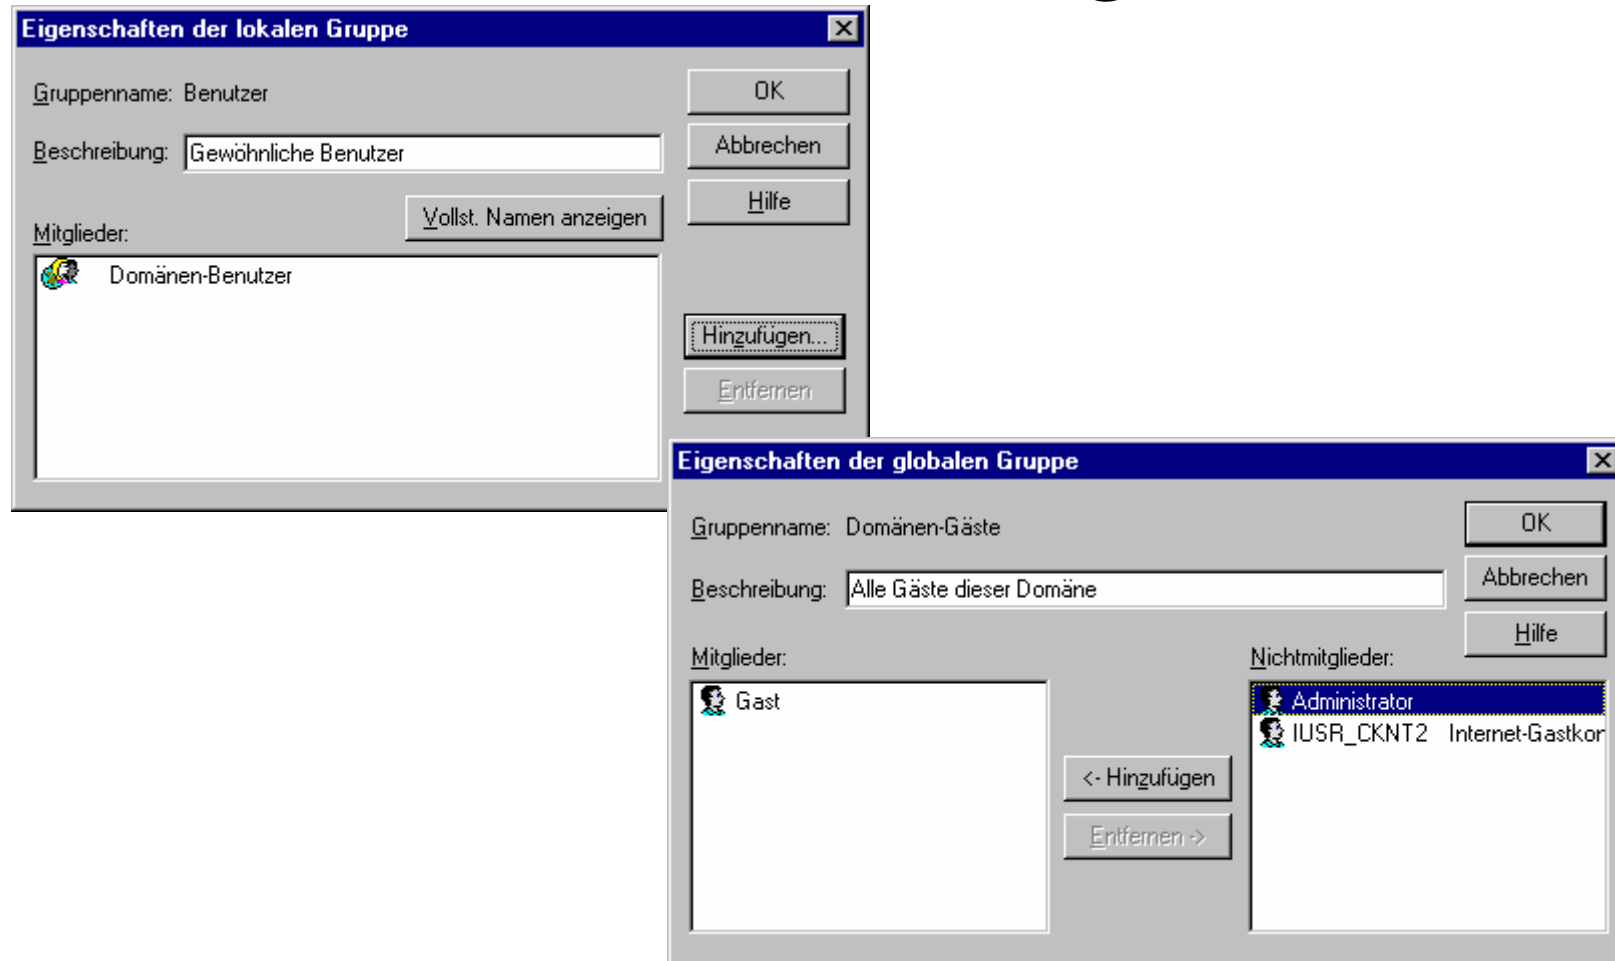 Eigenschaften der lokalen Gruppe
Gruppenname: Benutzer
OK
Beschreibung: Gewöhnliche Benutzer
Abbrechen
Hilfe
Vollst. Namen anzeigen
Mitglieder:
Domänen-Benutzer
Hinzufügen...
Entfernen
Eigenschaften der globalen Gruppe
Gruppenname: Domänen-Gäste
OK
Beschreibung: Alle Gäste dieser Domäne
Abbrechen
Hilfe
Mitglieder:
Nichtmitglieder:
Gast
Administrator
IUSR_CKNT2 Internet-Gastkor
<- Hinzufügen
Entfernen ->